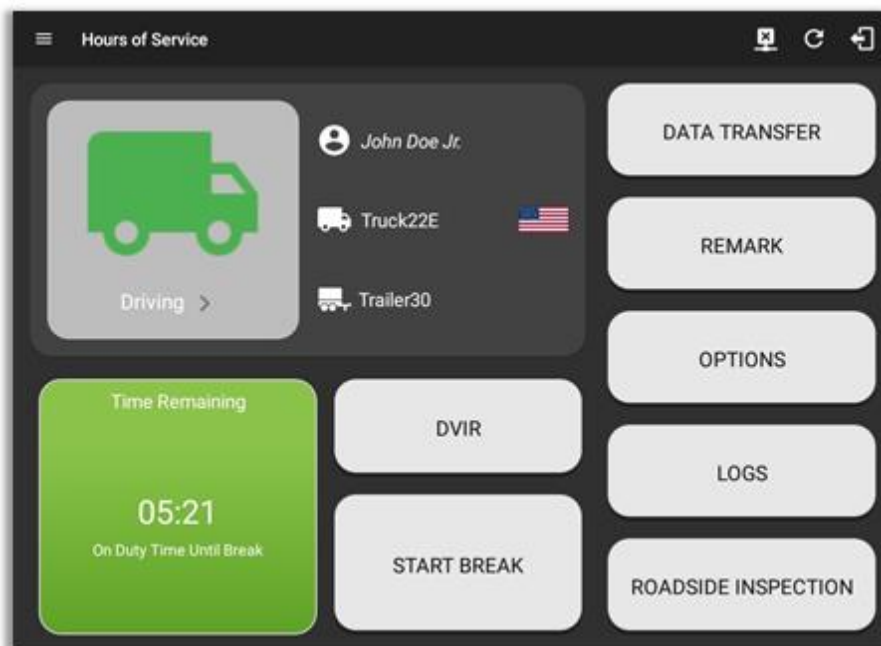 Hours of Service
John Doe Jr.
Truck22E
Trailer30
Driving
Time Remaining
05:21
On Duty Time Until Break
DVIR
START BREAK
DATA TRANSFER
REMARK
OPTIONS
LOGS
ROADSIDE INSPECTION